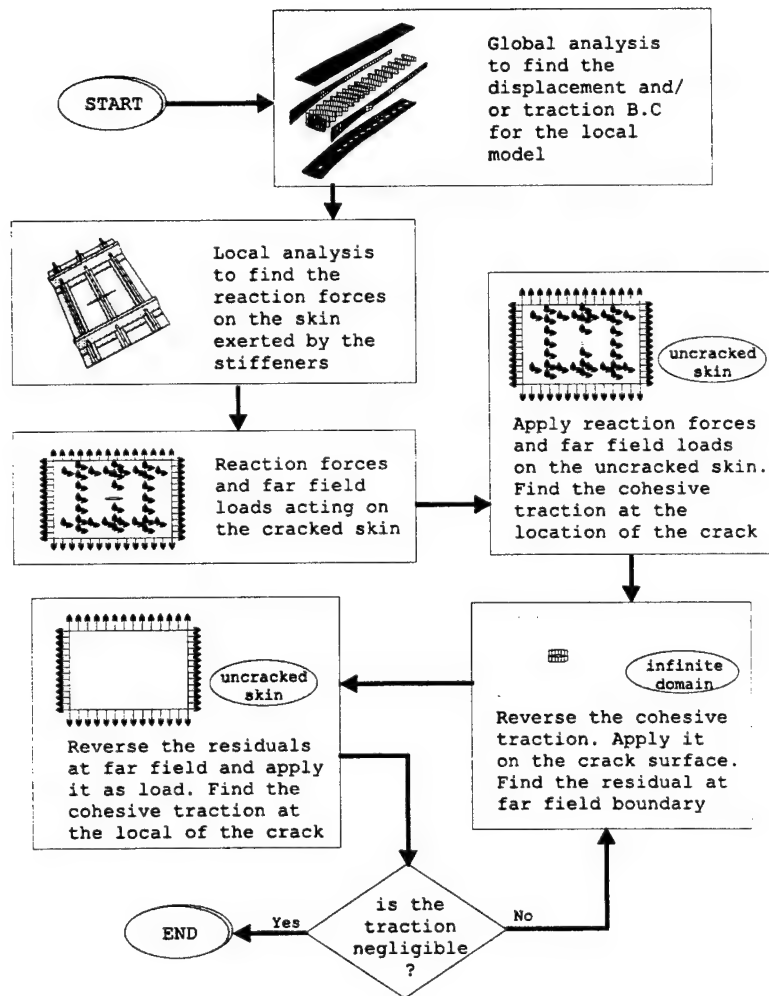 START
Global analysis
to find the
displacement and/
or traction B.C
for the local
model
Local analysis
to find the
reaction forces
on the skin
exerted by the
stiffeners
uncracked
skin
Apply reaction forces
and far field loads
on the uncracked skin.
Find the cohesive
traction at the
location of the crack
Reaction forces
and far field
loads acting on
the cracked skin
infinite
domain
Reverse the cohesive
traction. Apply it
on the crack surface.
Find the residual at
far field boundary
uncracked
skin
Reverse the residuals
at far field and apply
it as load. Find the
cohesive traction at
the local of the crack
is the
traction
negligible
?
Yes
No
END